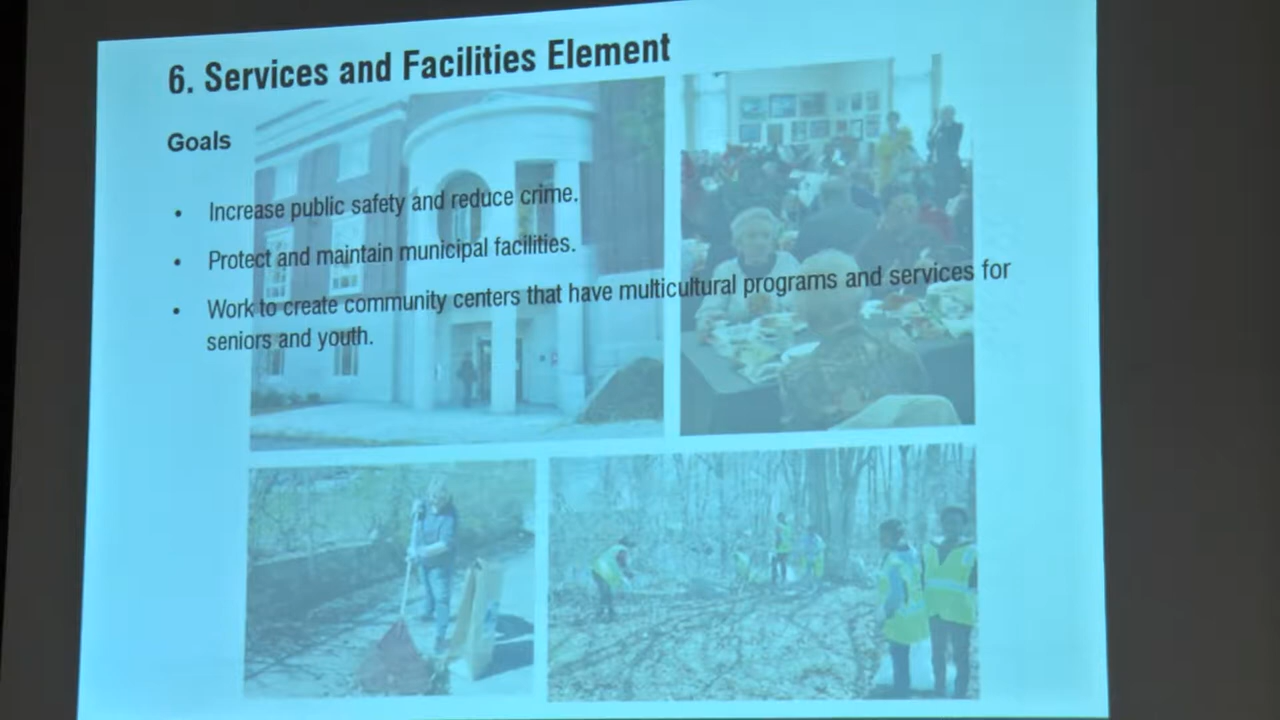 6. Services and Facilities Element
Goals
• Increase public safety and reduce crime.
• Protect and maintain municipal facilities.
• Work to create community centers that have multicultural programs and services for
seniors and youth.